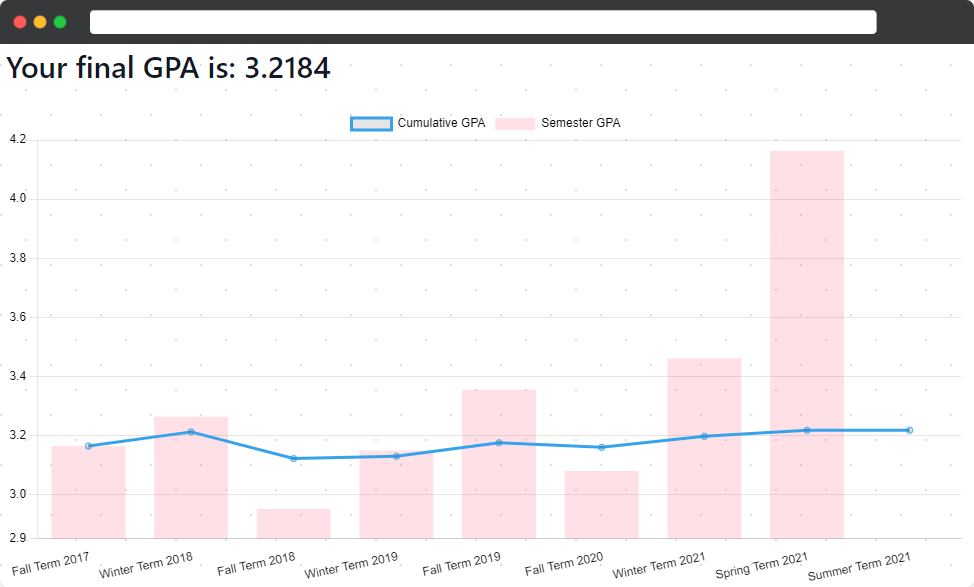 Your final GPA is: 3.2184
Cumulative GPA Semester GPA
4.2
4.0
3.8
3.6
3.4
3.2
3.0
2.9
Fall Term 2017 Winter Term 2018 Fall Term 2018 Winter Term 2019 Fall Term 2019 Fall Term 2020 Winter Term 2021 Spring Term 2021 Summer Term 2021